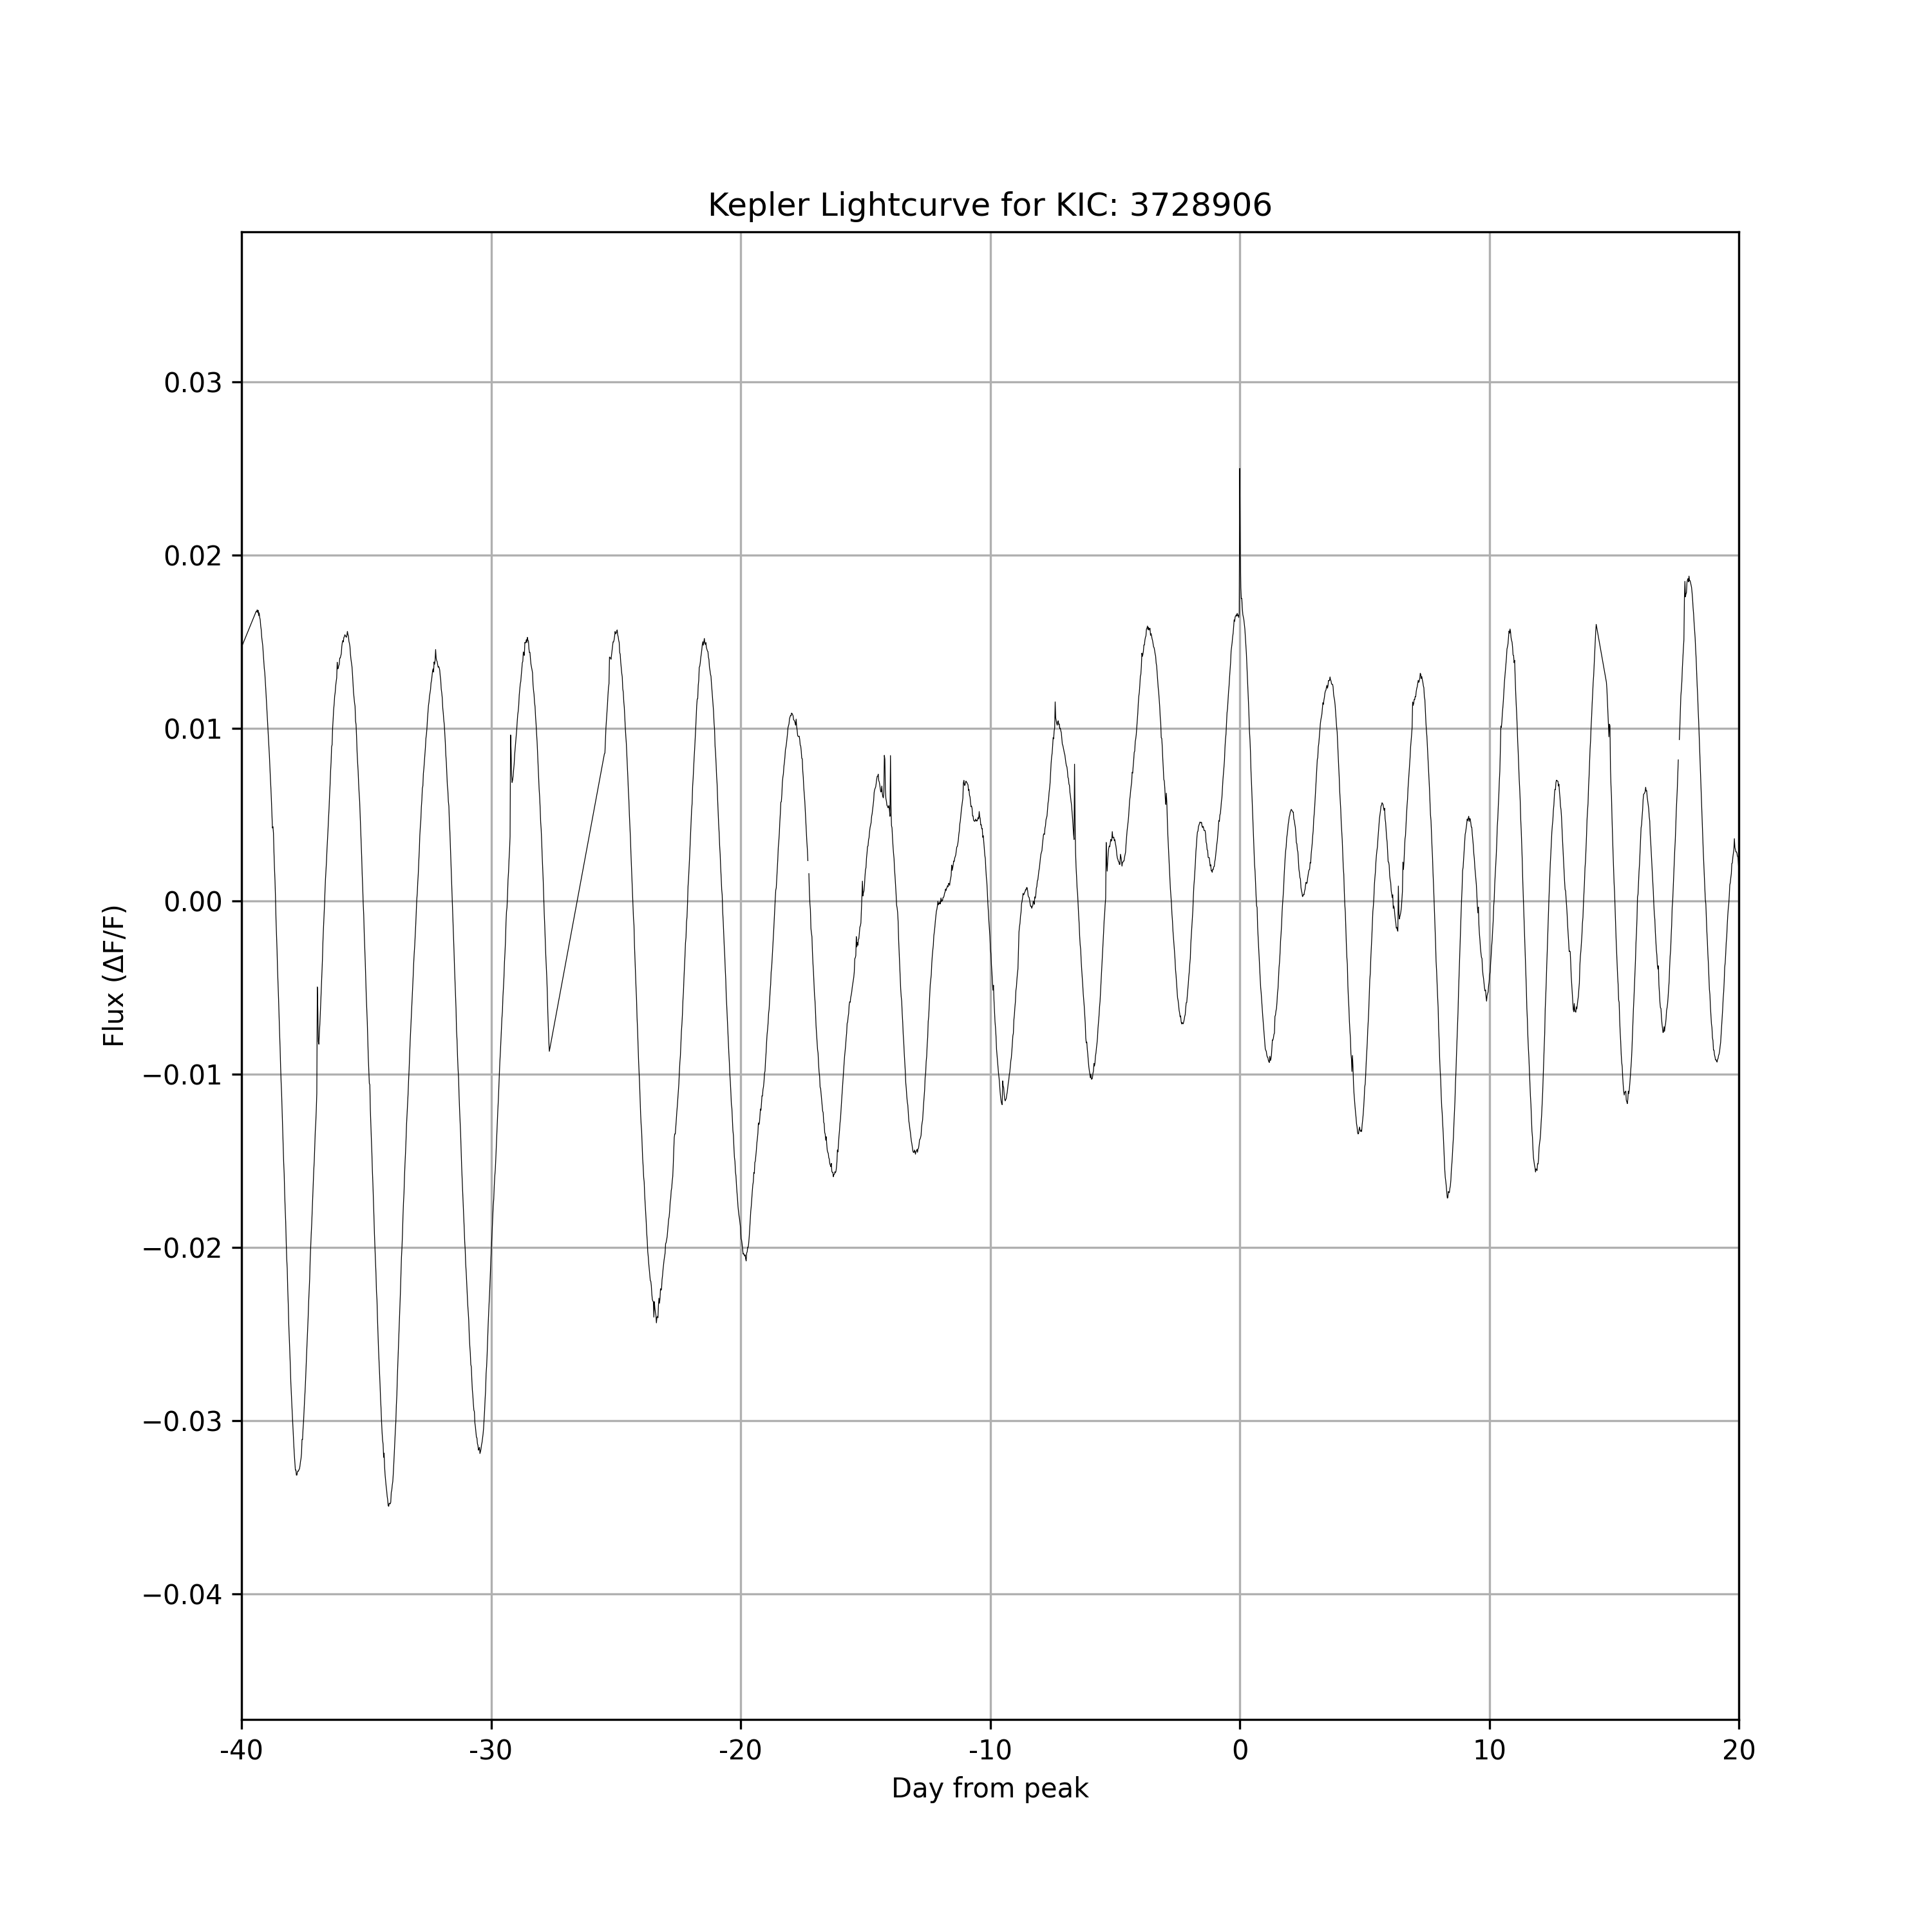 Kepler Lightcurve for KIC: 3728906
Flux (ΔF/F)
0.03
0.02
0.01
0.00
−0.01
−0.02
−0.03
−0.04
-40 -30 -20 -10 0 10 20
Day from peak